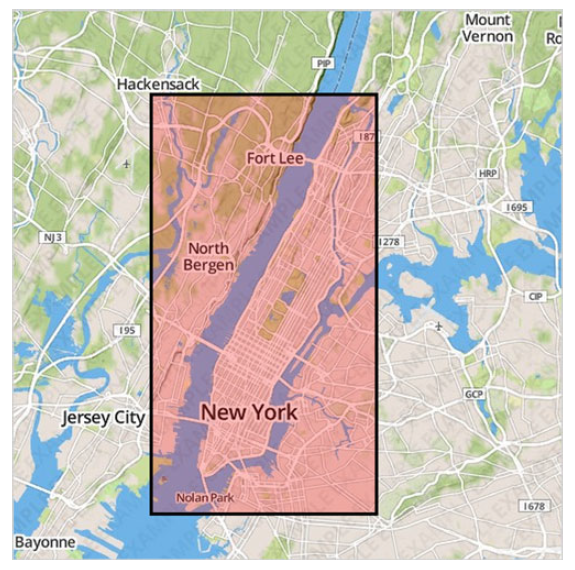 Mount
Vernon
PIP
Hackensack
I87
Fort Lee
HRP
I695
NJ3
I278
North
Bergen
CIP
I95
GCP
New York
Jersey City
Nolan Park
I678
Bayonne